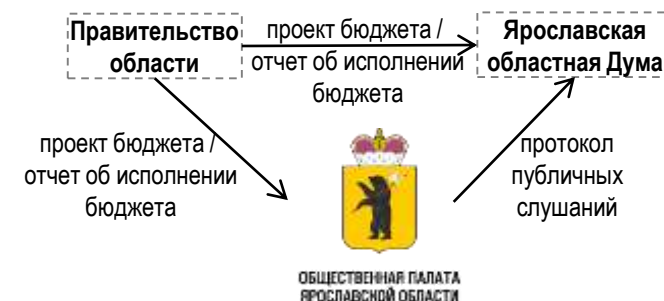 Правительство
области
проект бюджета /
отчет об исполнении
бюджета
Ярославская
областная Дума
проект бюджета /
отчет об исполнении
бюджета
протокол
публичных
слушаний
ОБЩЕСТВЕННАЯ ПАЛАТА
ЯРОСЛАВСКОЙ ОБЛАСТИ